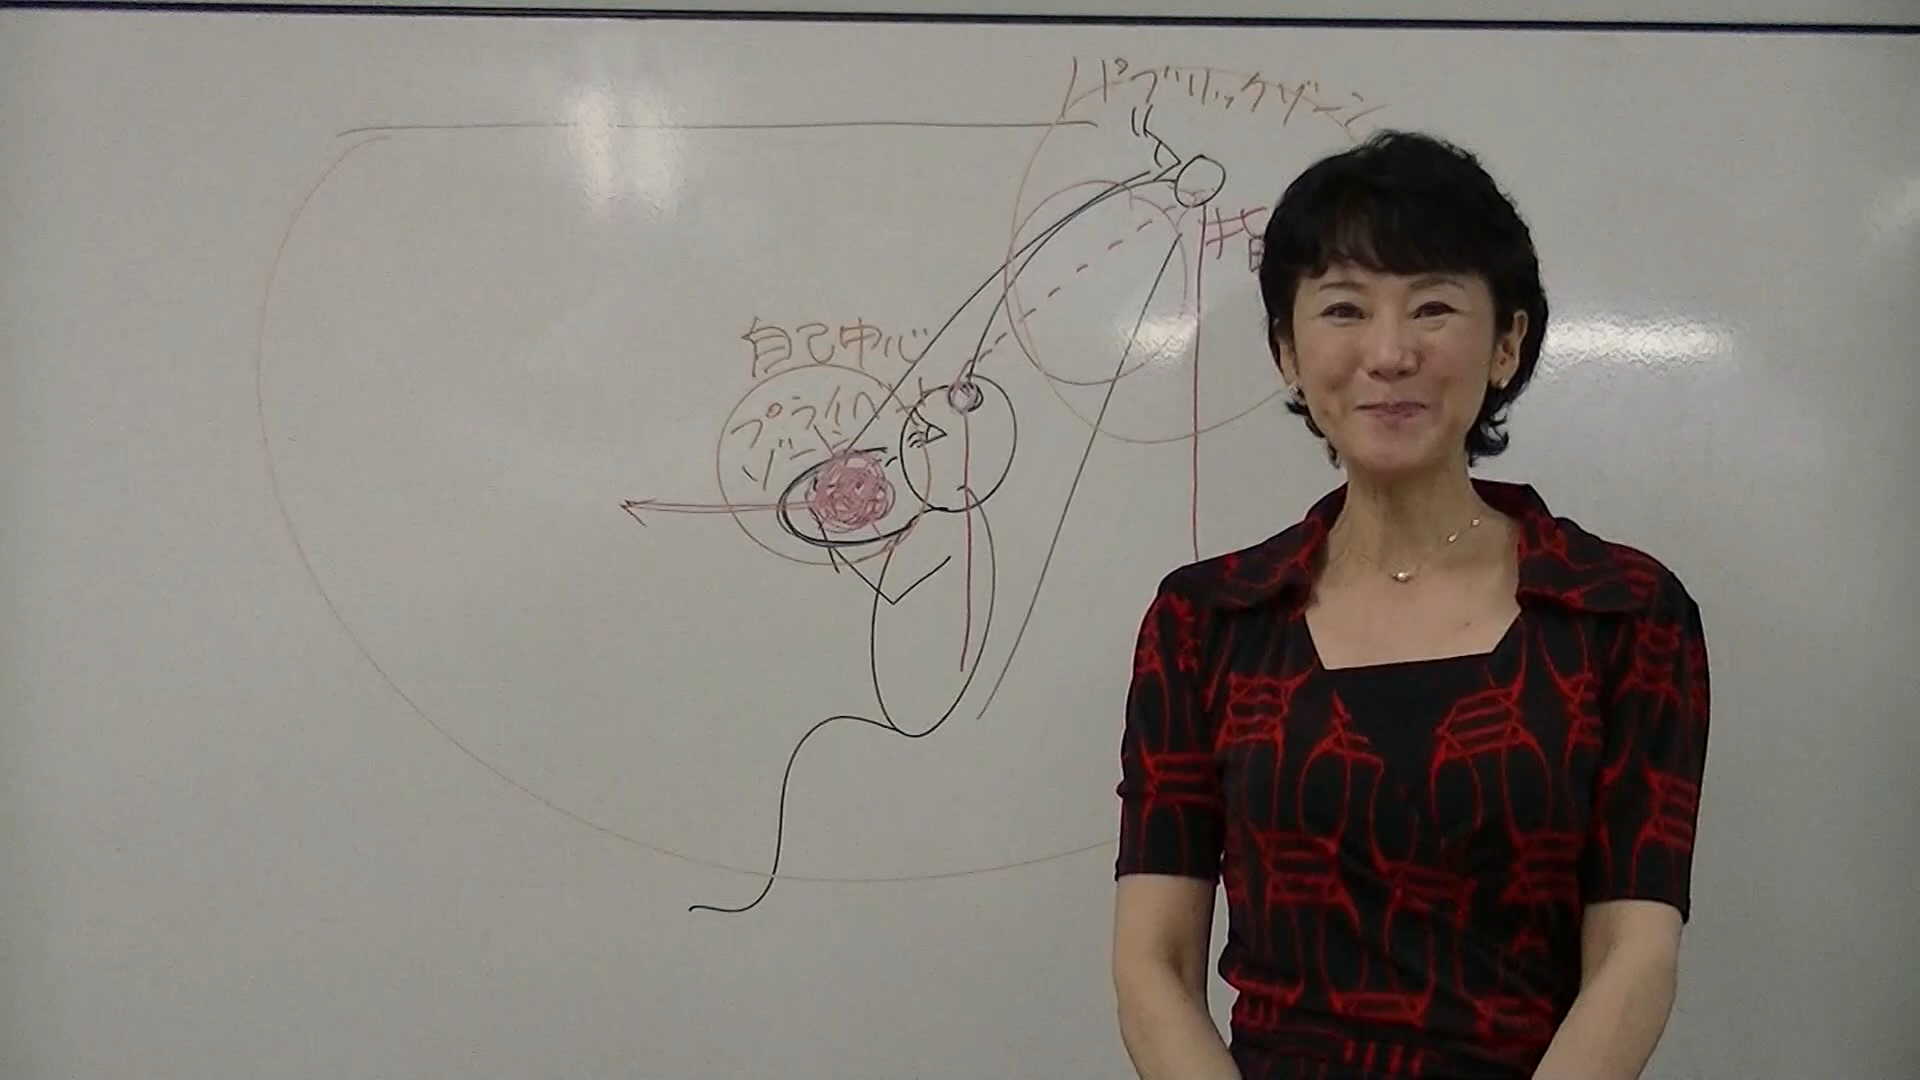 パブリックゾーン
皆
自己中心
プライベート
ゾーン